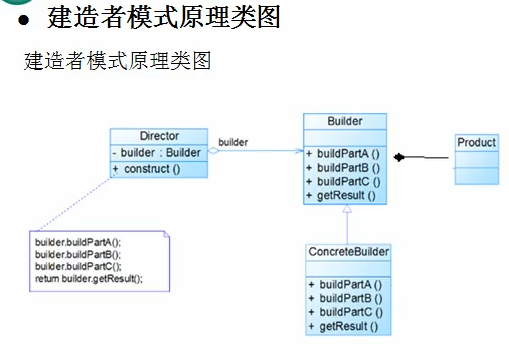 ● 建造者模式原理类图
建造者模式原理类图
Builder
+ buildPartA ()
+ buildPartB ()
+ buildPartC ()
+ getResult ()
Director
- builder : Builder
+ construct ()
builder
Product
builder.buildPartA();
builder.buildPartB();
builder.buildPartC();
return builder.getResult();
ConcreteBuilder
+ buildPartA ()
+ buildPartB ()
+ buildPartC ()
+ getResult ()